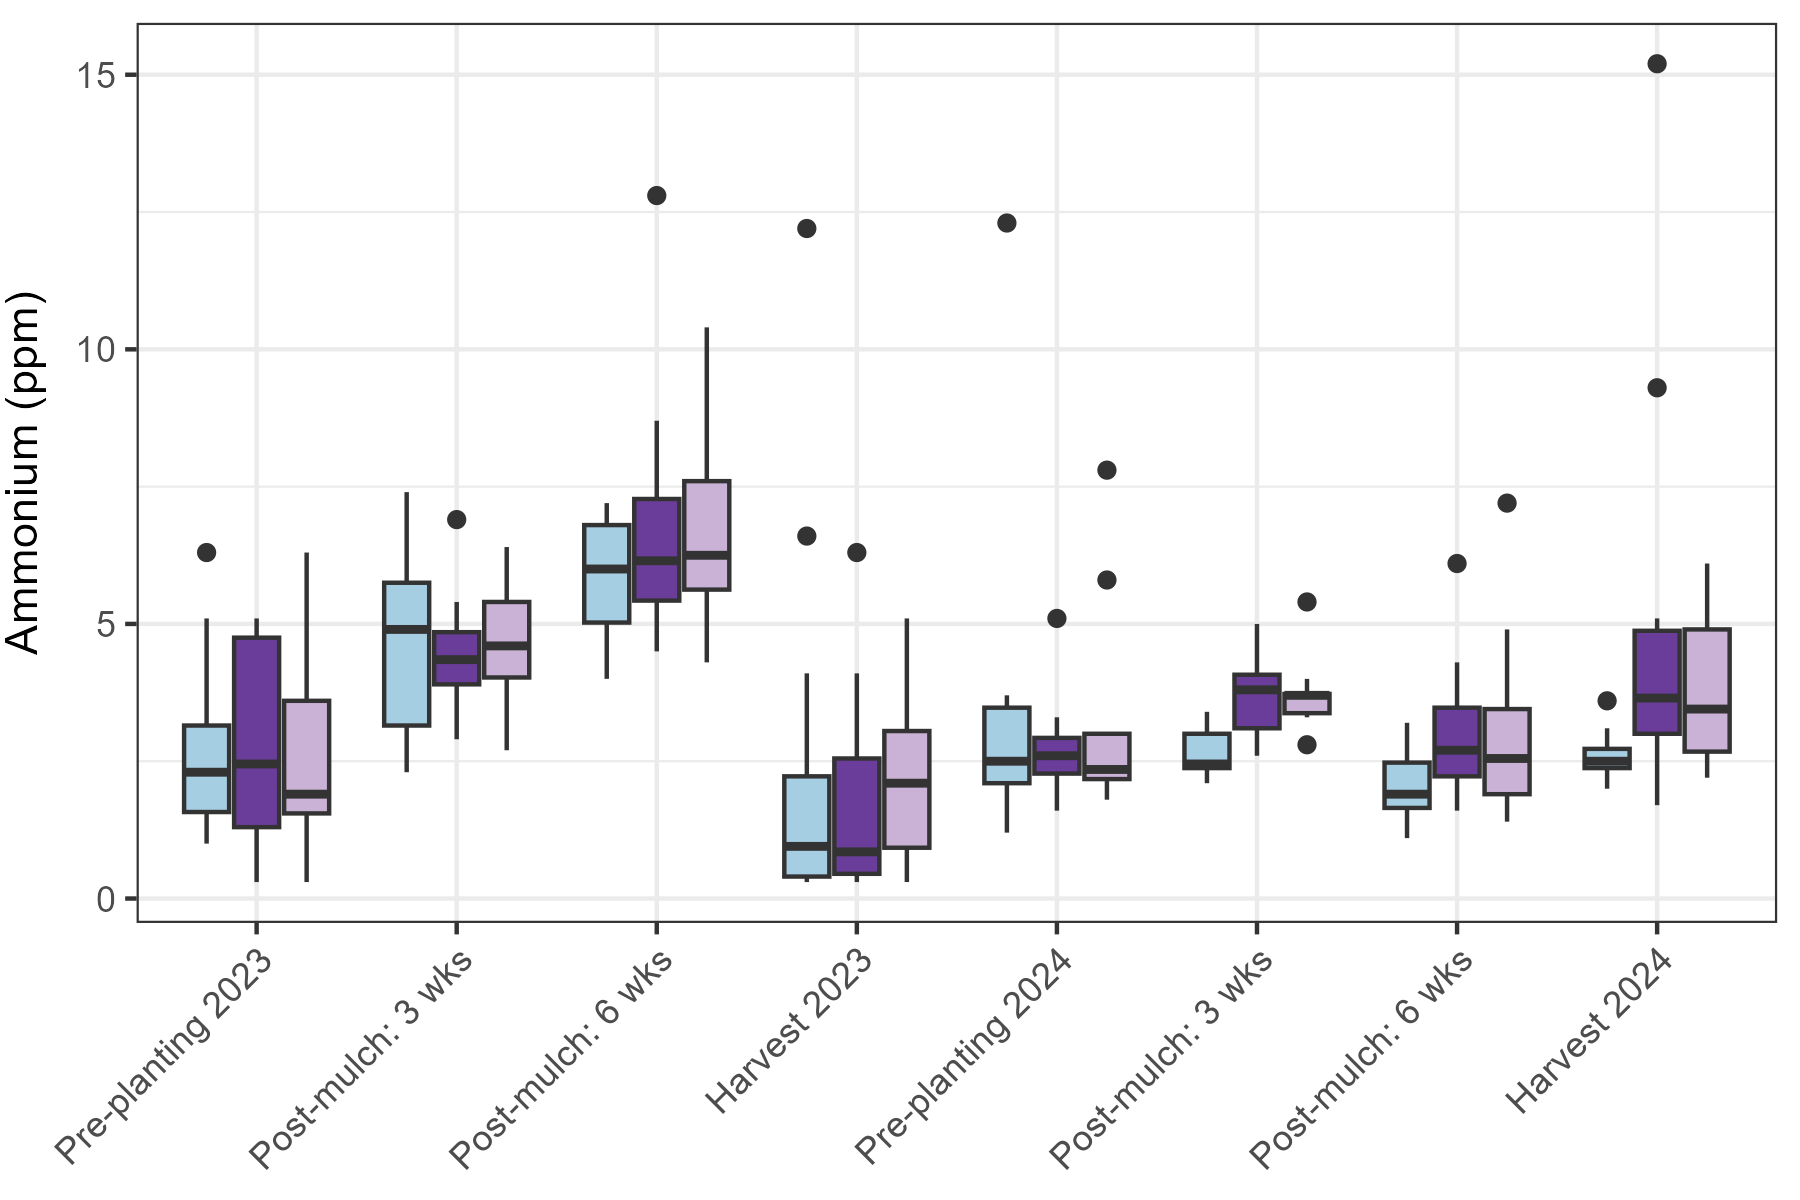 Ammonium (ppm)
15
10
5
0
Pre-planting 2023
Post-mulch: 3 wks
Post-mulch: 6 wks
Harvest 2023
Pre-planting 2024
Post-mulch: 3 wks
Post-mulch: 6 wks
Harvest 2024